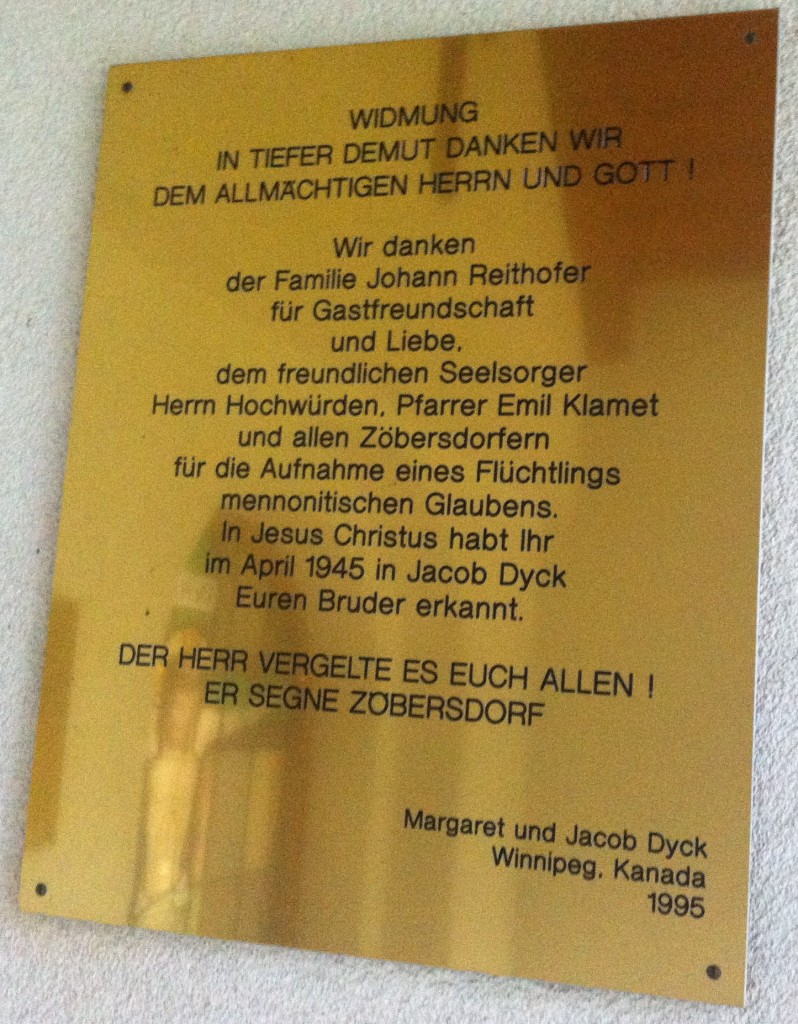 WIDMUNG
IN TIEFER DEMUT DANKEN WIR
DEM ALLMÄCHTIGEN HERRN UND GOTT !
Wir danken
der Familie Johann Reithofer
für Gastfreundschaft
und Liebe,
dem freundlichen Seelsorger
Herrn Hochwürden, Pfarrer Emil Klamet
und allen Zöbersdorfern
für die Aufnahme eines Flüchtlings
mennonitischen Glaubens.
In Jesus Christus habt Ihr
im April 1945 in Jacob Dyck
Euren Bruder erkannt.
DER HERR VERGELTE ES EUCH ALLEN !
ER SEGNE ZÖBERSDORF
Margaret und Jacob Dyck
Winnipeg, Kanada
1995